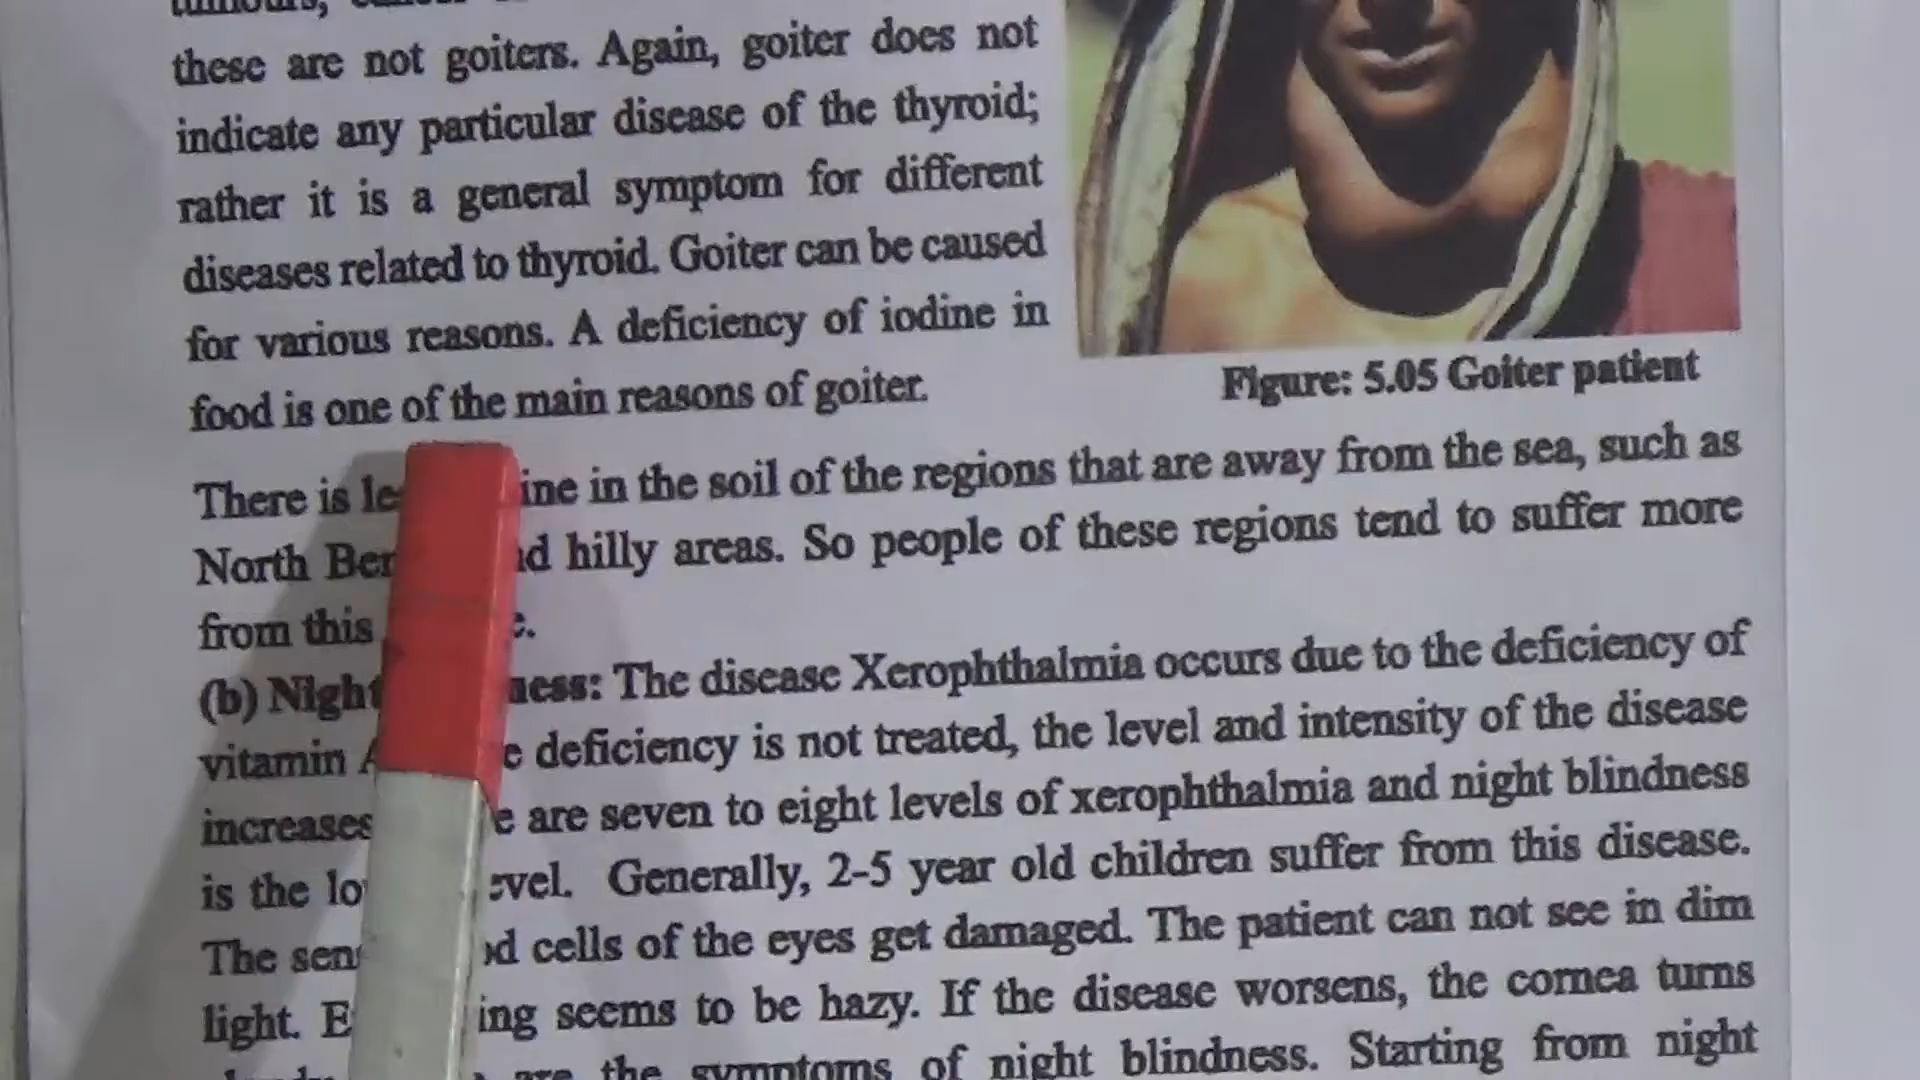 these are not goiters. Again, goiter does not
indicate any particular disease of the thyroid;
rather it is a general symptom for different
diseases related to thyroid. Goiter can be caused
for various reasons. A deficiency of iodine in
food is one of the main reasons of goiter.
Figure: 5.05 Goiter patient
There is ine in the soil of the regions that are away from the sea, such as
North hilly areas. So people of these regions tend to suffer more
from this
(b) Night ness: The disease Xerophthalmia occurs due to the deficiency of
vitamin deficiency is not treated, the level and intensity of the disease
increases are seven to eight levels of xerophthalmia and night blindness
is the Generally, 2-5 year old children suffer from this disease.
The cells of the eyes get damaged. The patient can not see in dim
light. seems to be hazy. If the disease worsens, the cornea turns
are the symptoms of night blindness. Starting from night